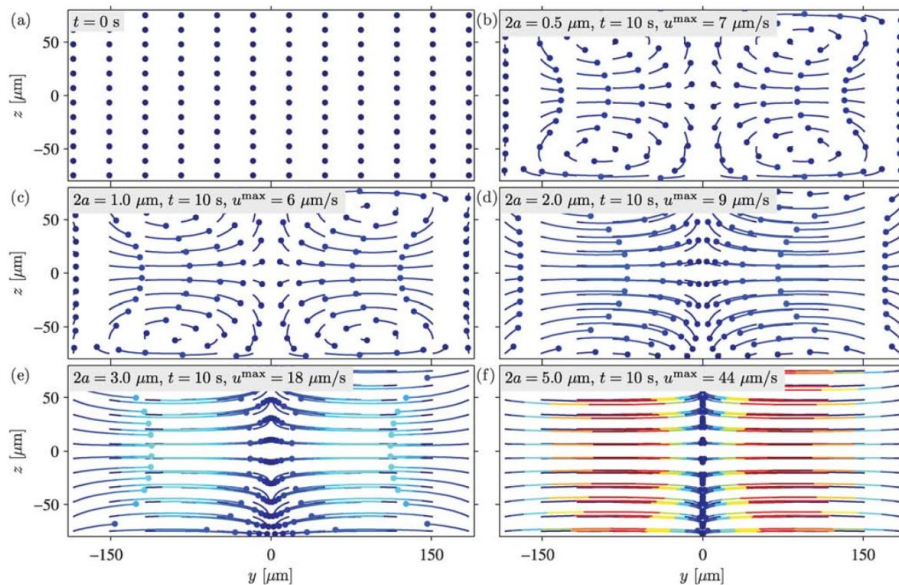 (a)
t = 0 s
(b)
2a = 0.5 μm, t = 10 s, u^max = 7 μm/s
z [μm]
50
0
−50
(c)
2a = 1.0 μm, t = 10 s, u^max = 6 μm/s
(d)
2a = 2.0 μm, t = 10 s, u^max = 9 μm/s
z [μm]
50
0
−50
(e)
2a = 3.0 μm, t = 10 s, u^max = 18 μm/s
(f)
2a = 5.0 μm, t = 10 s, u^max = 44 μm/s
z [μm]
50
0
−50
−150
0
150
−150
0
150
y [μm]
y [μm]